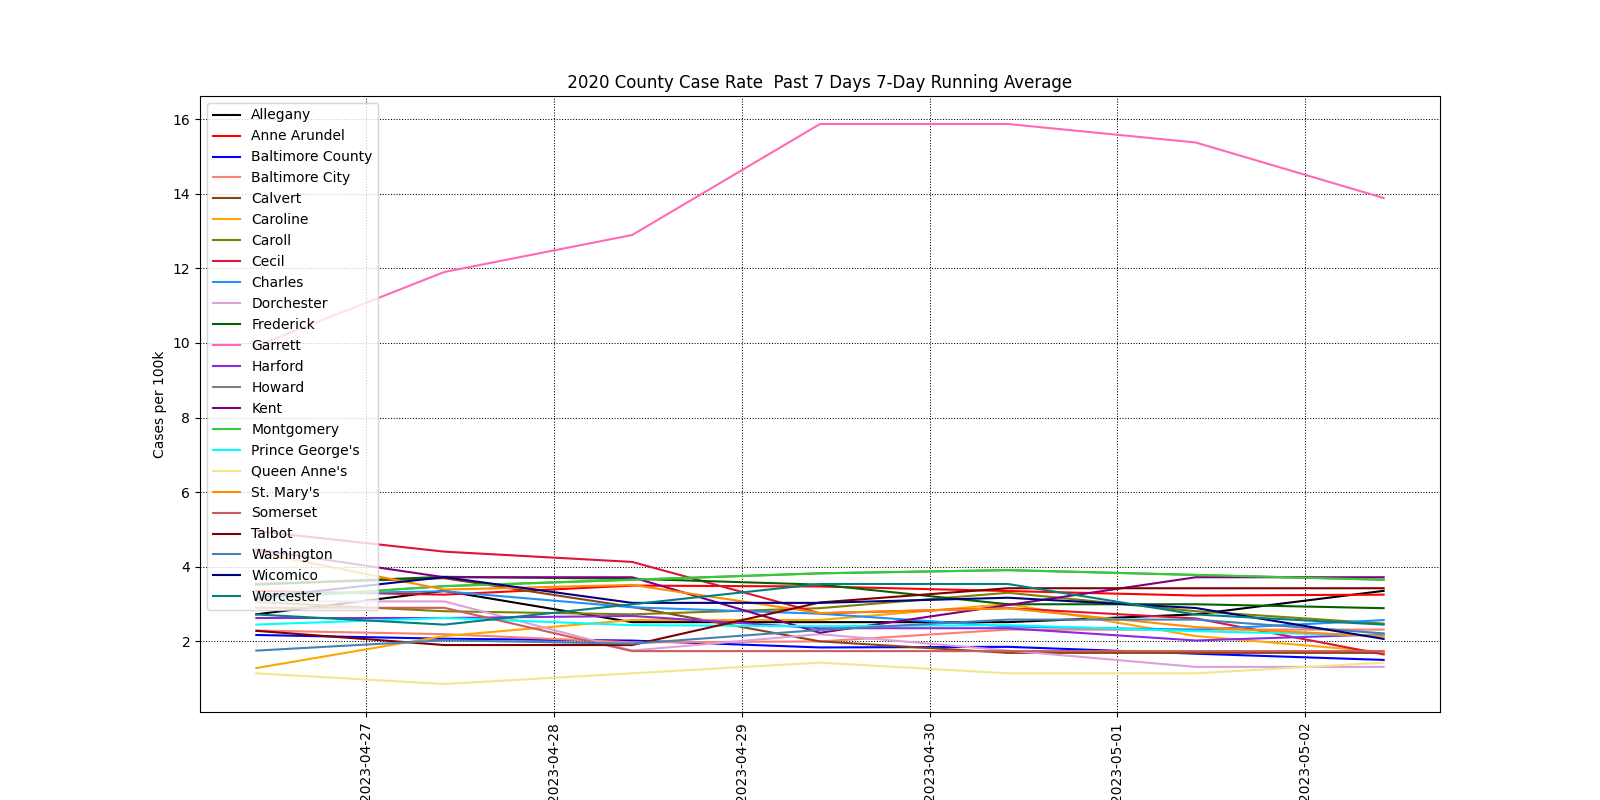 2020 County Case Rate  Past 7 Days 7-Day Running Average
Cases per 100k
16
14
12
10
8
6
4
2
Allegany
Anne Arundel
Baltimore County
Baltimore City
Calvert
Caroline
Caroll
Cecil
Charles
Dorchester
Frederick
Garrett
Harford
Howard
Kent
Montgomery
Prince George's
Queen Anne's
St. Mary's
Somerset
Talbot
Washington
Wicomico
Worcester
2023-04-27
2023-04-28
2023-04-29
2023-04-30
2023-05-01
2023-05-02